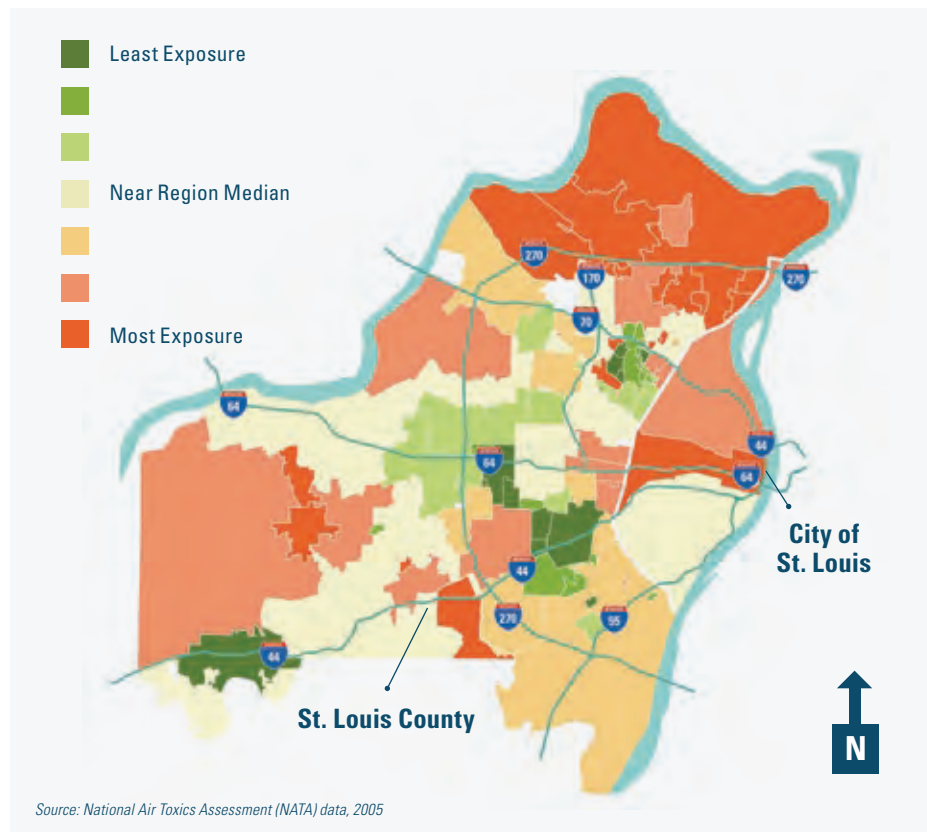 Least Exposure
Near Region Median
Most Exposure
270
170
270
70
64
44
64
64
44
270
95
44
City of
St. Louis
St. Louis County
N
Source: National Air Toxics Assessment (NATA) data, 2005